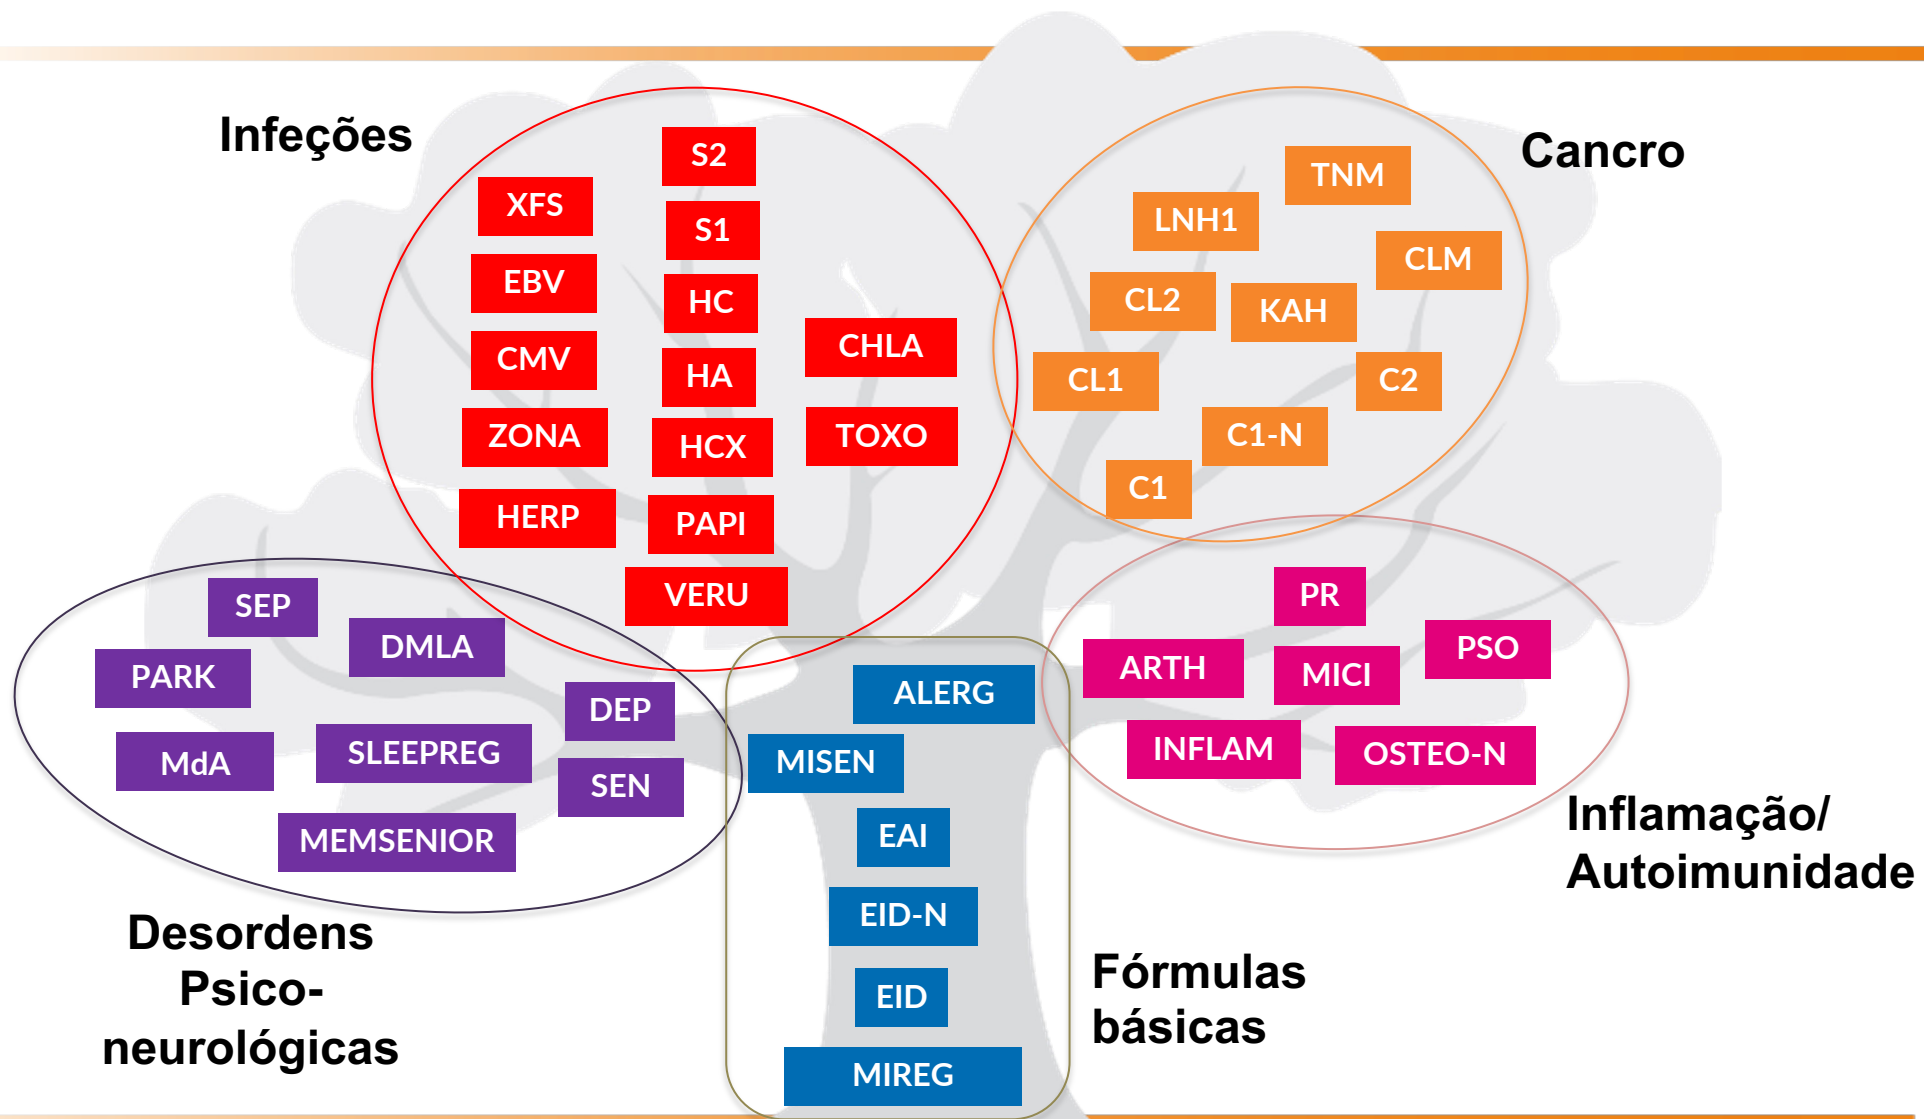 Infeções
S2
XFS
S1
EBV
HC
CHLA
CMV
HA
ZONA
HCX
TOXO
HERP
PAPI
VERU
Cancro
TNM
LNH1
CLM
CL2
KAH
CL1
C2
C1-N
C1
SEP
DMLA
PARK
DEP
MdA
SLEEPREG
SEN
MEMSENIOR
Desordens
Psico-
neurológicas
ALERG
MISEN
EAI
EID-N
EID
MIREG
Fórmulas
básicas
PR
PSO
ARTH
MICI
INFLAM
OSTEO-N
Inflamação/
Autoimunidade